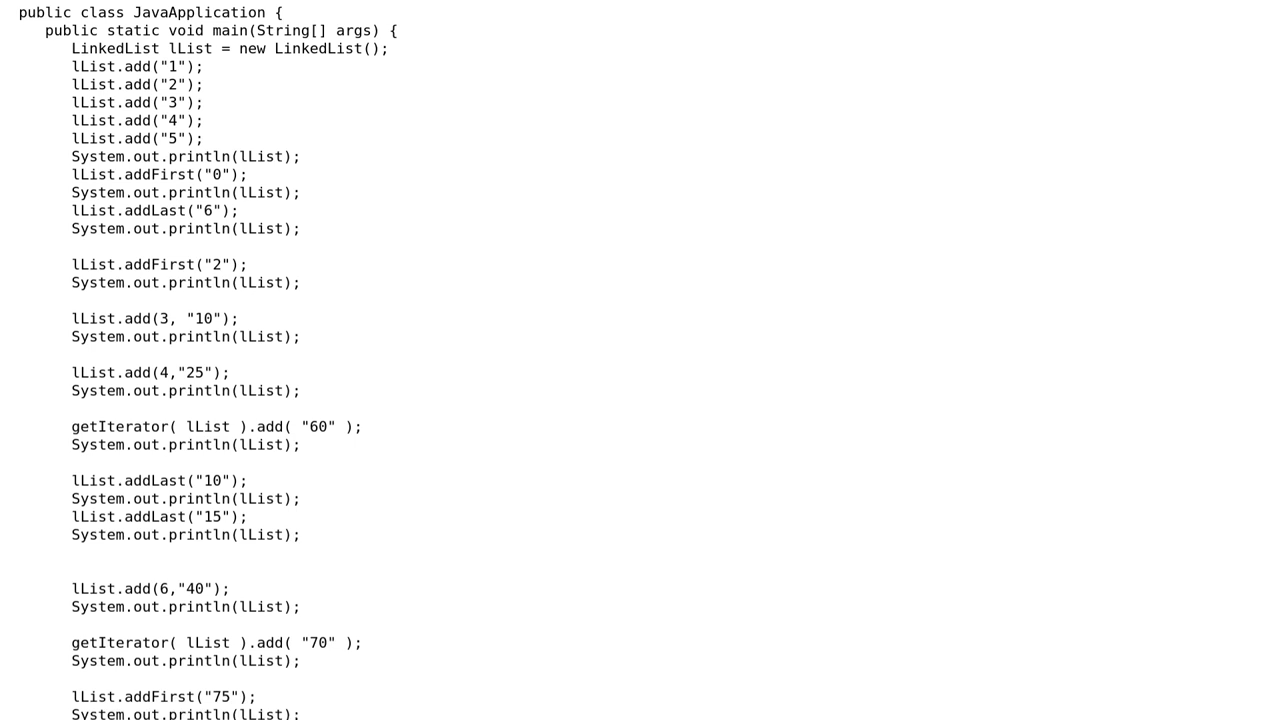 public class JavaApplication {
public static void main(String[] args) {
LinkedList lList = new LinkedList();
lList.add("1");
lList.add("2");
lList.add("3");
lList.add("4");
lList.add("5");
System.out.println(lList);
lList.addFirst("0");
System.out.println(lList);
lList.addLast("6");
System.out.println(lList);
lList.addFirst("2");
System.out.println(lList);
lList.add(3, "10");
System.out.println(lList);
lList.add(4,"25");
System.out.println(lList);
getIterator( lList ).add( "60" );
System.out.println(lList);
lList.addLast("10");
System.out.println(lList);
lList.addLast("15");
System.out.println(lList);
lList.add(6,"40");
System.out.println(lList);
getIterator( lList ).add( "70" );
System.out.println(lList);
lList.addFirst("75");
System.out.println(lList);